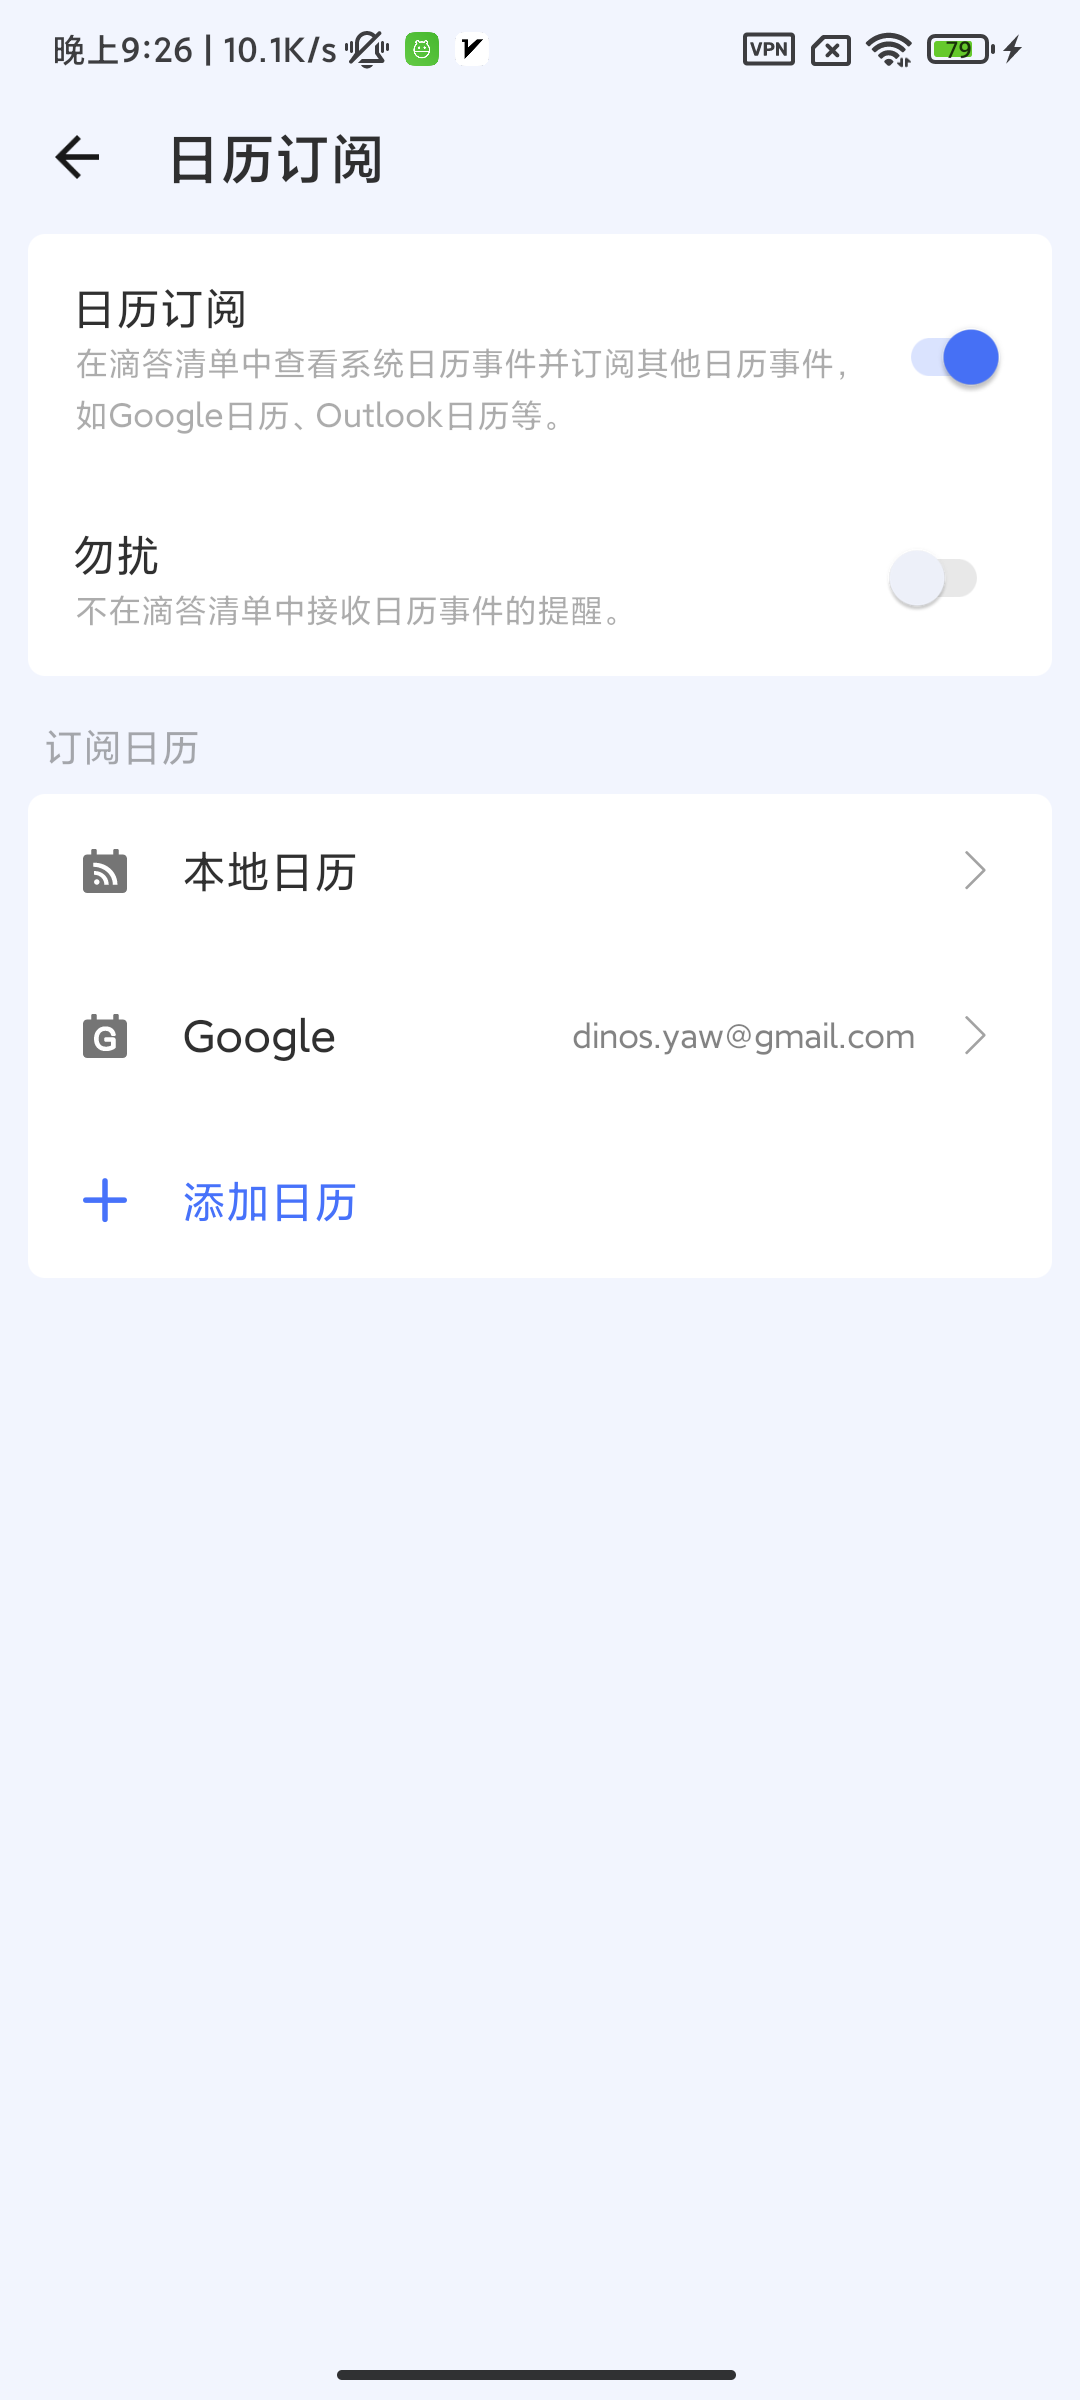 晚上9:26 | 10.1K/s
VPN
79
日历订阅
日历订阅
在滴答清单中查看系统日历事件并订阅其他日历事件，
如Google日历、Outlook日历等。
勿扰
不在滴答清单中接收日历事件的提醒。
订阅日历
本地日历
G
Google
dinos.yaw@gmail.com
添加日历